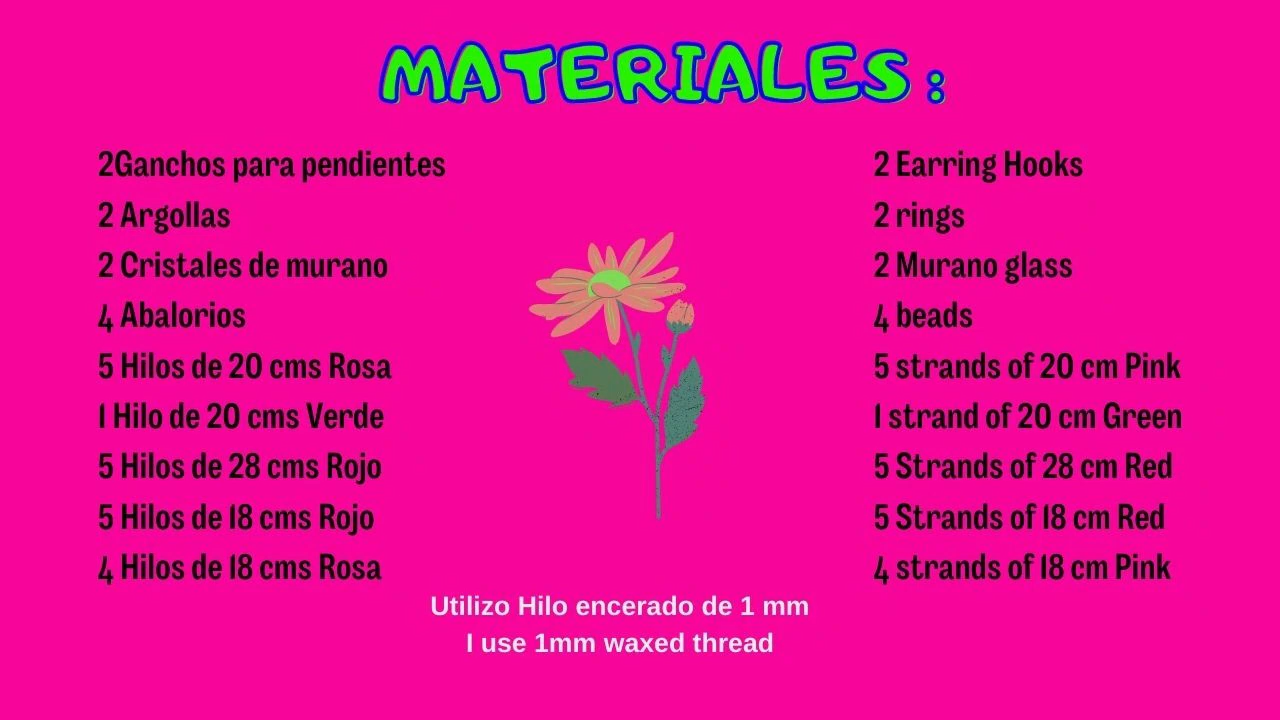 MATERIALES :
2Ganchos para pendientes
2 Argollas
2 Cristales de murano
4 Abalorios
5 Hilos de 20 cms Rosa
1 Hilo de 20 cms Verde
5 Hilos de 28 cms Rojo
5 Hilos de 18 cms Rojo
4 Hilos de 18 cms Rosa
2 Earring Hooks
2 rings
2 Murano glass
4 beads
5 strands of 20 cm Pink
1 strand of 20 cm Green
5 Strands of 28 cm Red
5 Strands of 18 cm Red
4 strands of 18 cm Pink
Utilizo Hilo encerado de 1 mm
I use 1mm waxed thread